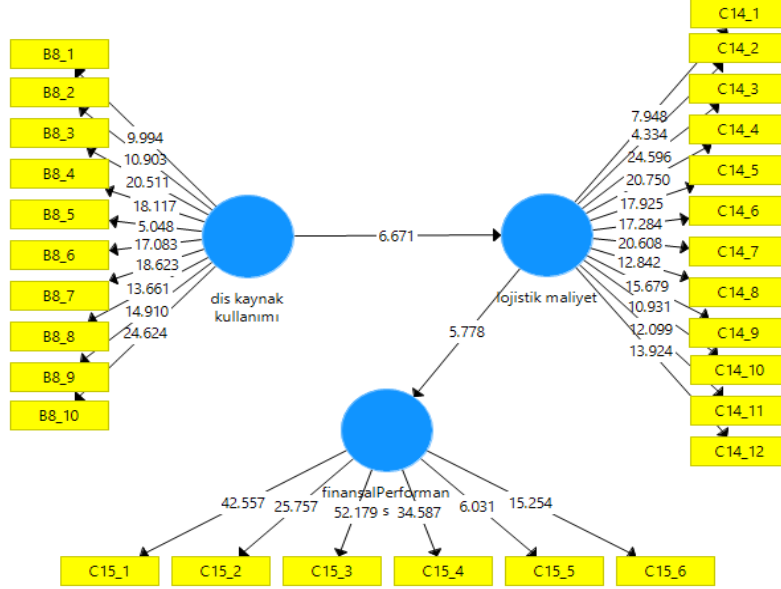 B8_1
B8_2
B8_3
B8_4
B8_5
B8_6
B8_7
B8_8
B8_9
B8_10
9.994
10.903
20.511
18.117
5.048
17.083
18.623
13.661
14.910
24.624
dis kaynak
kullanımı
6.671
lojistik maliyet
7.948
4.334
24.596
20.750
17.925
17.284
20.608
12.842
15.679
10.931
12.099
13.924
C14_1
C14_2
C14_3
C14_4
C14_5
C14_6
C14_7
C14_8
C14_9
C14_10
C14_11
C14_12
5.778
finansalPerforman
s
42.557
25.757
52.179
34.587
6.031
15.254
C15_1
C15_2
C15_3
C15_4
C15_5
C15_6